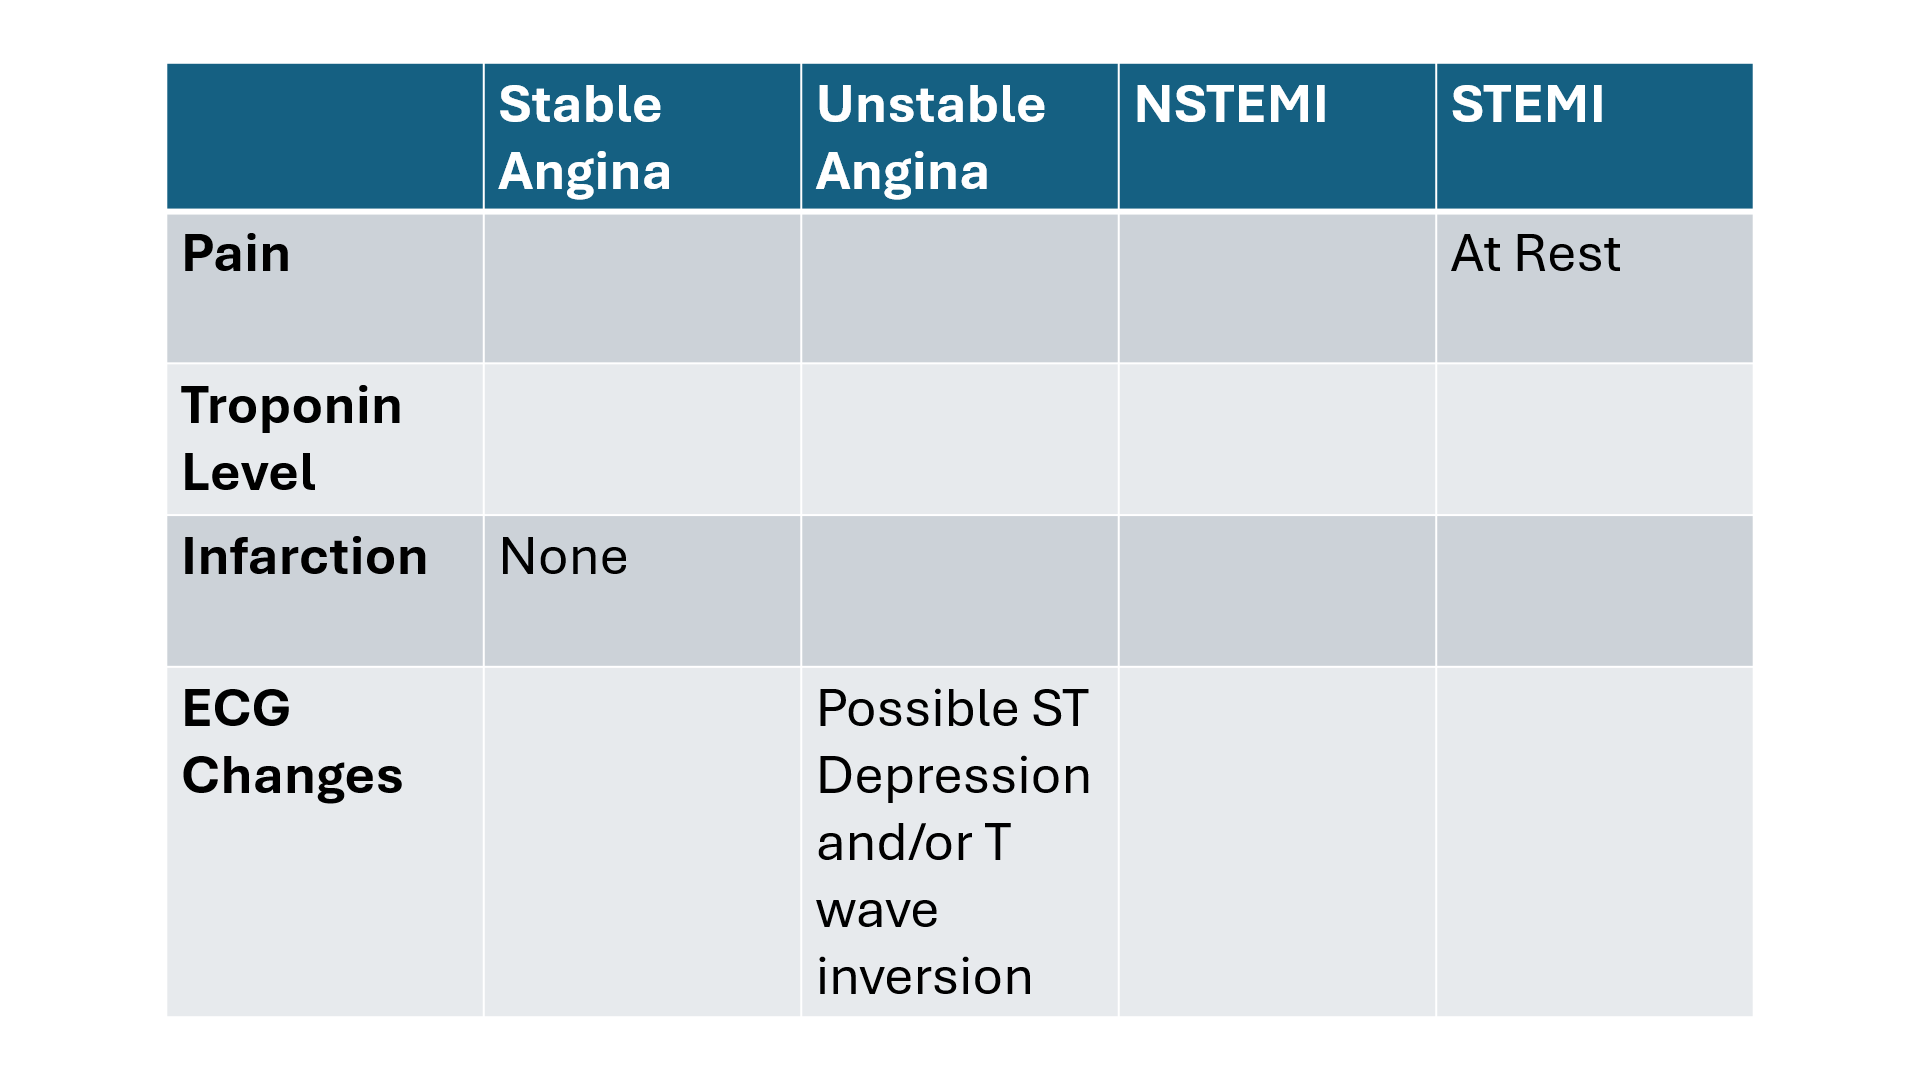 Stable Angina
Unstable Angina
NSTEMI
STEMI
Pain
At Rest
Troponin Level
Infarction
None
ECG Changes
Possible ST
Depression
and/or T
wave
inversion